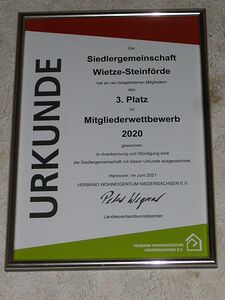 URKUNDE
Der
Siedlergemeinschaft
Wietze-Steinförde
hat an neu beigetretenen Mitgliedern
den
3. Platz
im
Mitgliederwettbewerb
2020
gewonnen
In Anerkennung und Würdigung wird
die Siedlergemeinschaft mit dieser Urkunde ausgezeichnet.
Hannover, im Juni 2021
VERBAND WOHNEIGENTUM NIEDERSACHSEN E.V.
Landesverbandsvorsitzender
VERBAND WOHNEIGENTUM
NIEDERSACHSEN E.V.